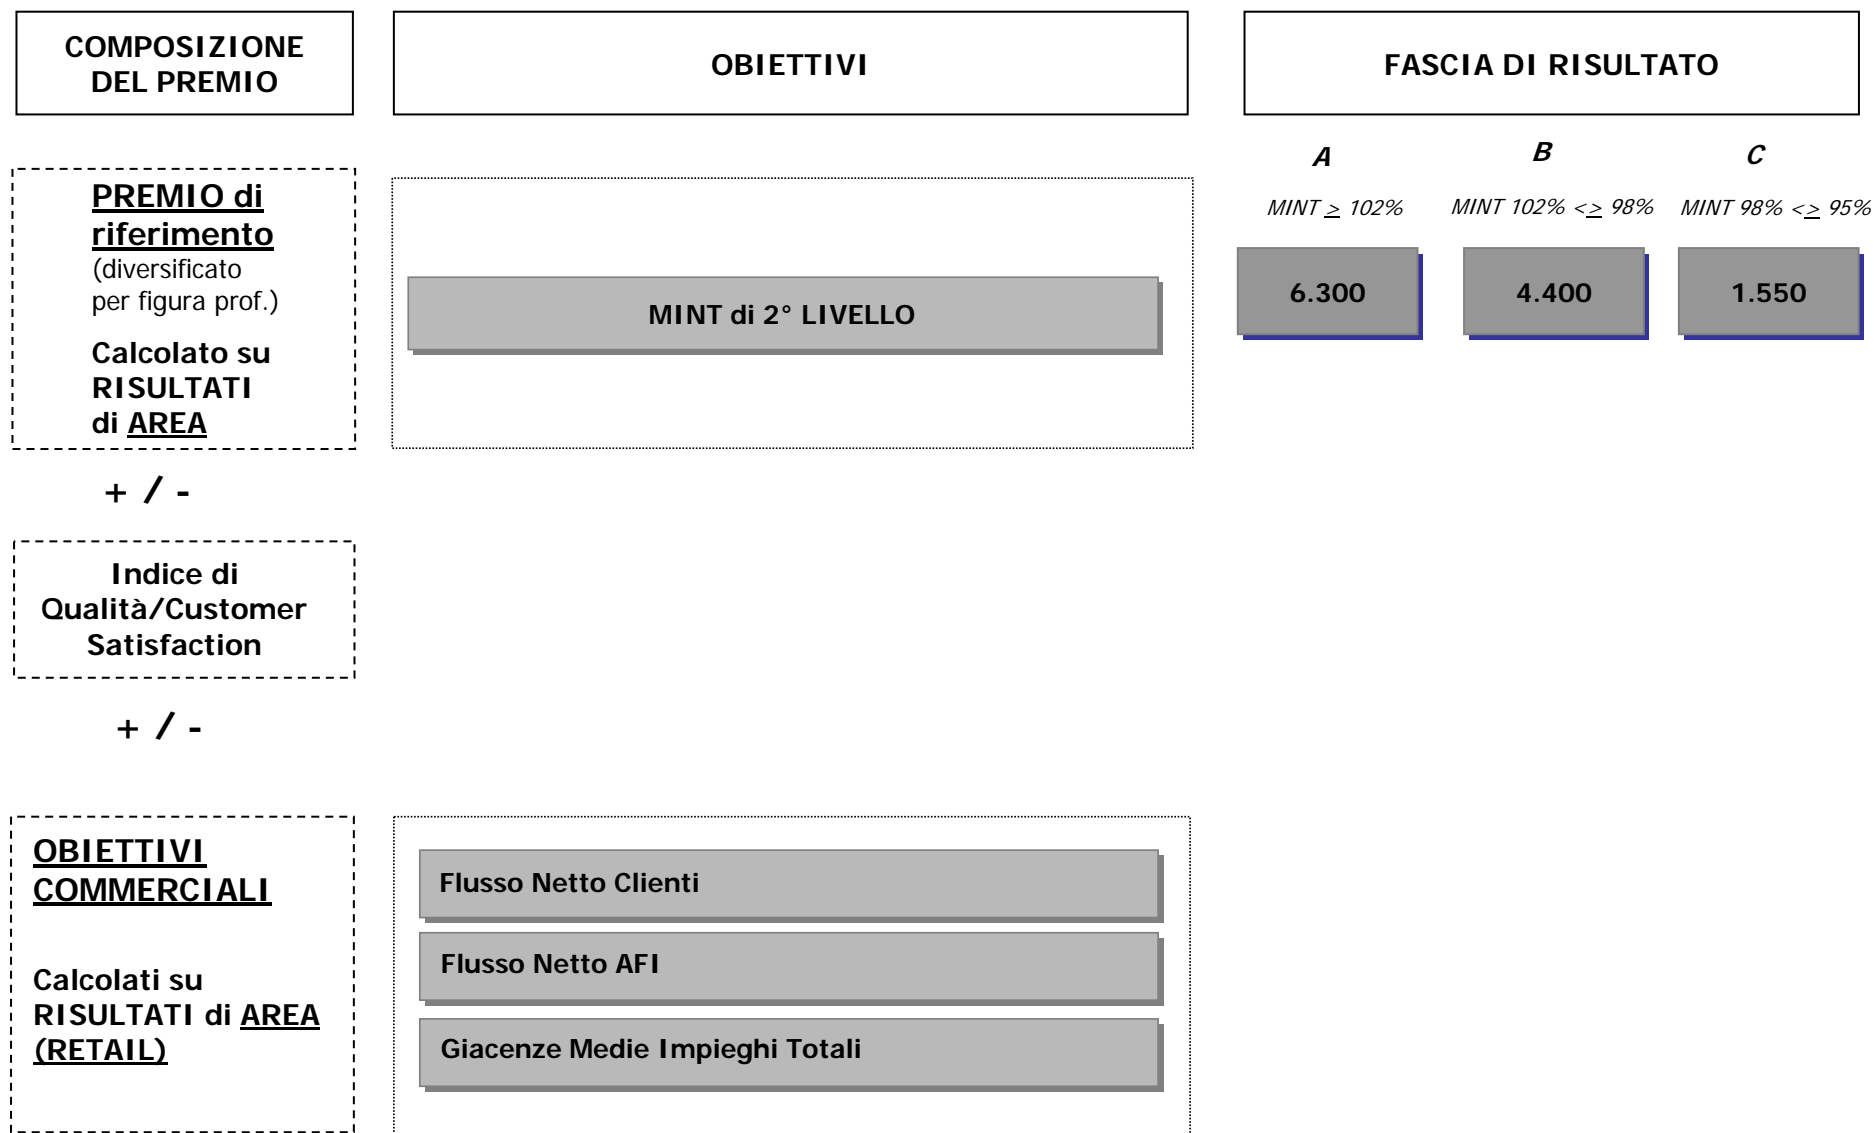 COMPOSIZIONE
DEL PREMIO
OBIETTIVI
FASCIA DI RISULTATO
A
B
C
MINT ≥ 102%
MINT 102% <≥ 98%
MINT 98% <≥ 95%
PREMIO di
riferimento
(diversificato
per figura prof.)
Calcolato su
RISULTATI
di AREA
MINT di 2° LIVELLO
6.300
4.400
1.550
+ / -
Indice di
Qualità/Customer
Satisfaction
+ / -
OBIETTIVI
COMMERCIALI
Calcolati su
RISULTATI di AREA
(RETAIL)
Flusso Netto Clienti
Flusso Netto AFI
Giacenze Medie Impieghi Totali